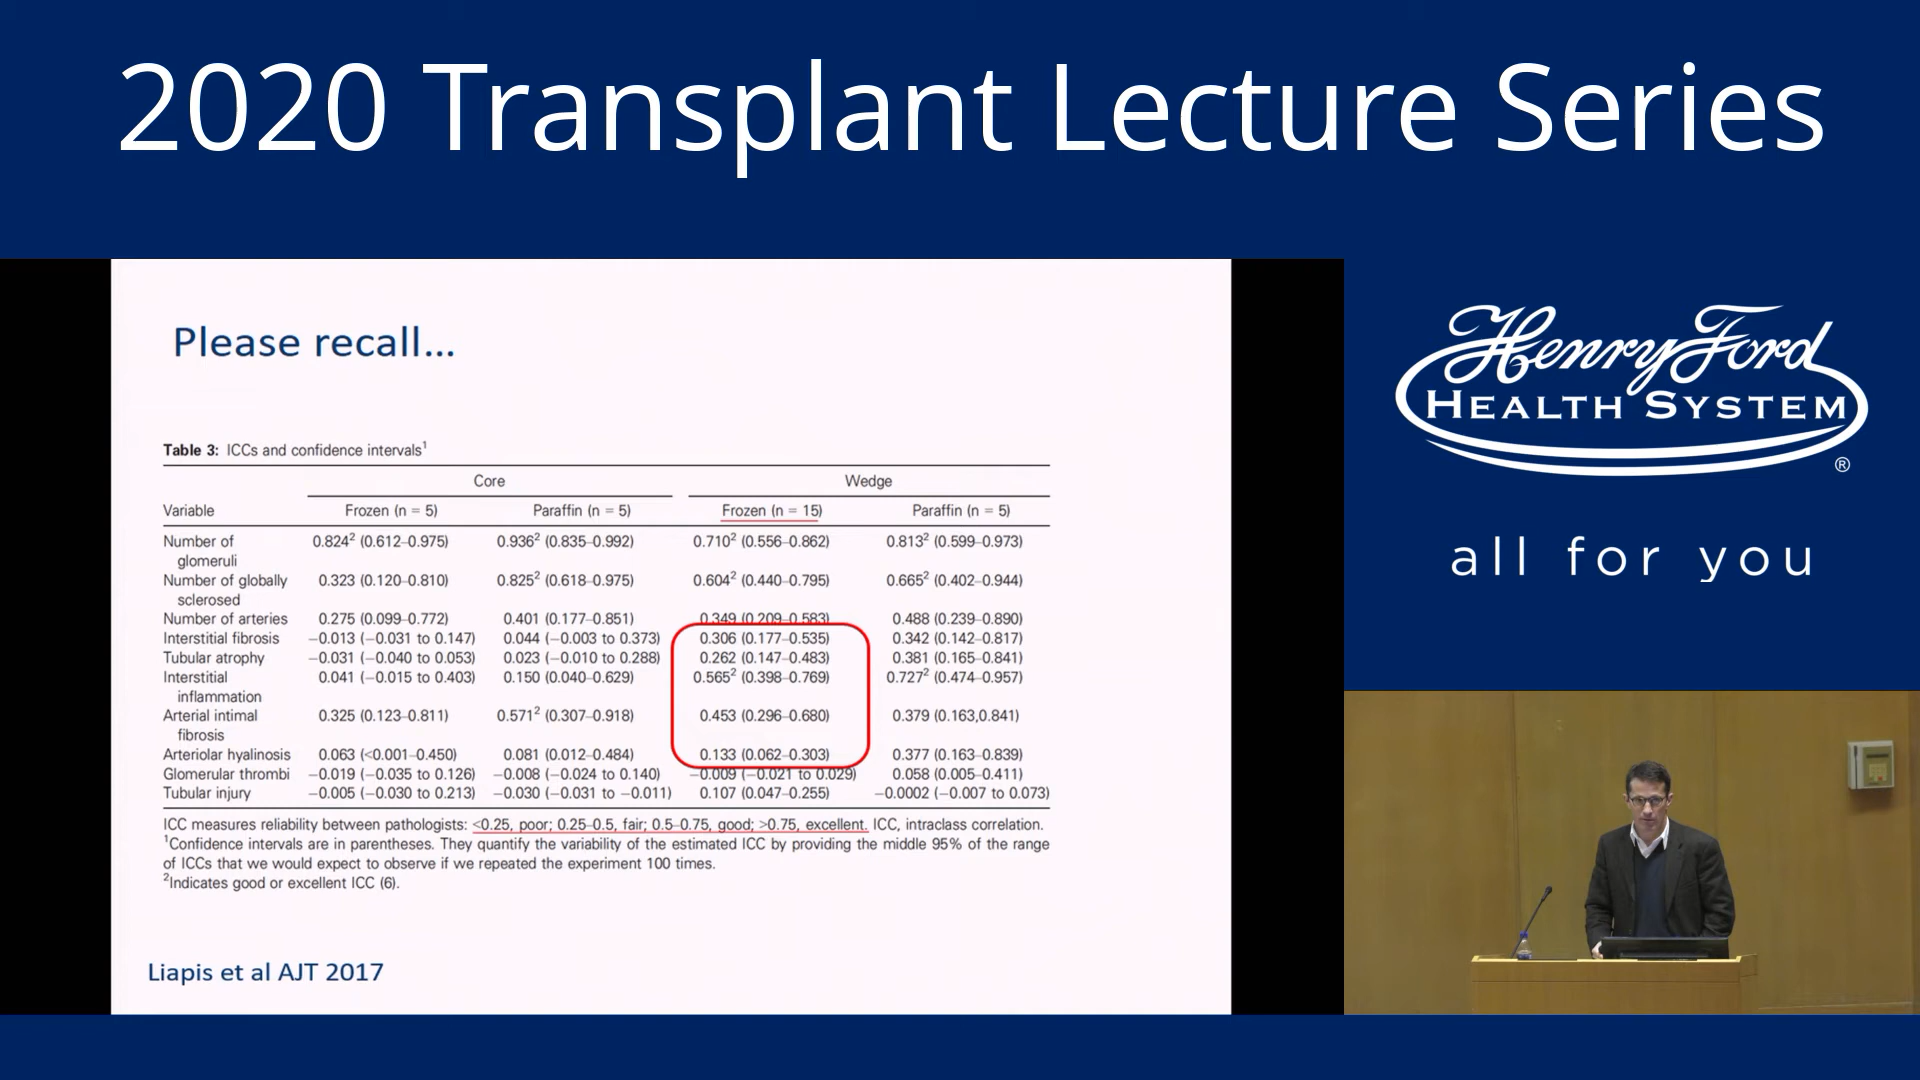 2020 Transplant Lecture Series
Please recall...
Table 3: ICCs and confidence intervals¹
Core Wedge
Variable Frozen (n = 5) Paraffin (n = 5) Frozen (n = 15) Paraffin (n = 5)
Number of 0.824² (0.612–0.975) 0.936² (0.835–0.992) 0.710² (0.556–0.862) 0.813² (0.599–0.973)
glomeruli
Number of globally 0.323 (0.120–0.810) 0.825² (0.618–0.975) 0.604² (0.440–0.795) 0.665² (0.402–0.944)
sclerosed
Number of arteries 0.275 (0.099–0.772) 0.401 (0.177–0.851) 0.349 (0.209–0.583) 0.488 (0.239–0.890)
Interstitial fibrosis −0.013 (−0.031 to 0.147) 0.044 (−0.003 to 0.373) 0.306 (0.177–0.535) 0.342 (0.142–0.817)
Tubular atrophy −0.031 (−0.040 to 0.053) 0.023 (−0.010 to 0.288) 0.262 (0.147–0.483) 0.381 (0.165–0.841)
Interstitial 0.041 (−0.015 to 0.403) 0.150 (0.040–0.629) 0.565² (0.398–0.769) 0.727² (0.474–0.957)
inflammation
Arterial intimal 0.325 (0.123–0.811) 0.571² (0.307–0.918) 0.453 (0.296–0.680) 0.379 (0.163,0.841)
fibrosis
Arteriolar hyalinosis 0.063 (<0.001–0.450) 0.081 (0.012–0.484) 0.133 (0.062–0.303) 0.377 (0.163–0.839)
Glomerular thrombi −0.019 (−0.035 to 0.126) −0.008 (−0.024 to 0.140) −0.009 (−0.021 to 0.029) 0.058 (0.005–0.411)
Tubular injury −0.005 (−0.030 to 0.213) −0.030 (−0.031 to −0.011) 0.107 (0.047–0.255) −0.0002 (−0.007 to 0.073)
ICC measures reliability between pathologists: <0.25, poor; 0.25–0.5, fair; 0.5–0.75, good; >0.75, excellent. ICC, intraclass correlation.
¹Confidence intervals are in parentheses. They quantify the variability of the estimated ICC by providing the middle 95% of the range
of ICCs that we would expect to observe if we repeated the experiment 100 times.
²Indicates good or excellent ICC (6).
Liapis et al AJT 2017
Henry Ford
HEALTH SYSTEM
®
all for you